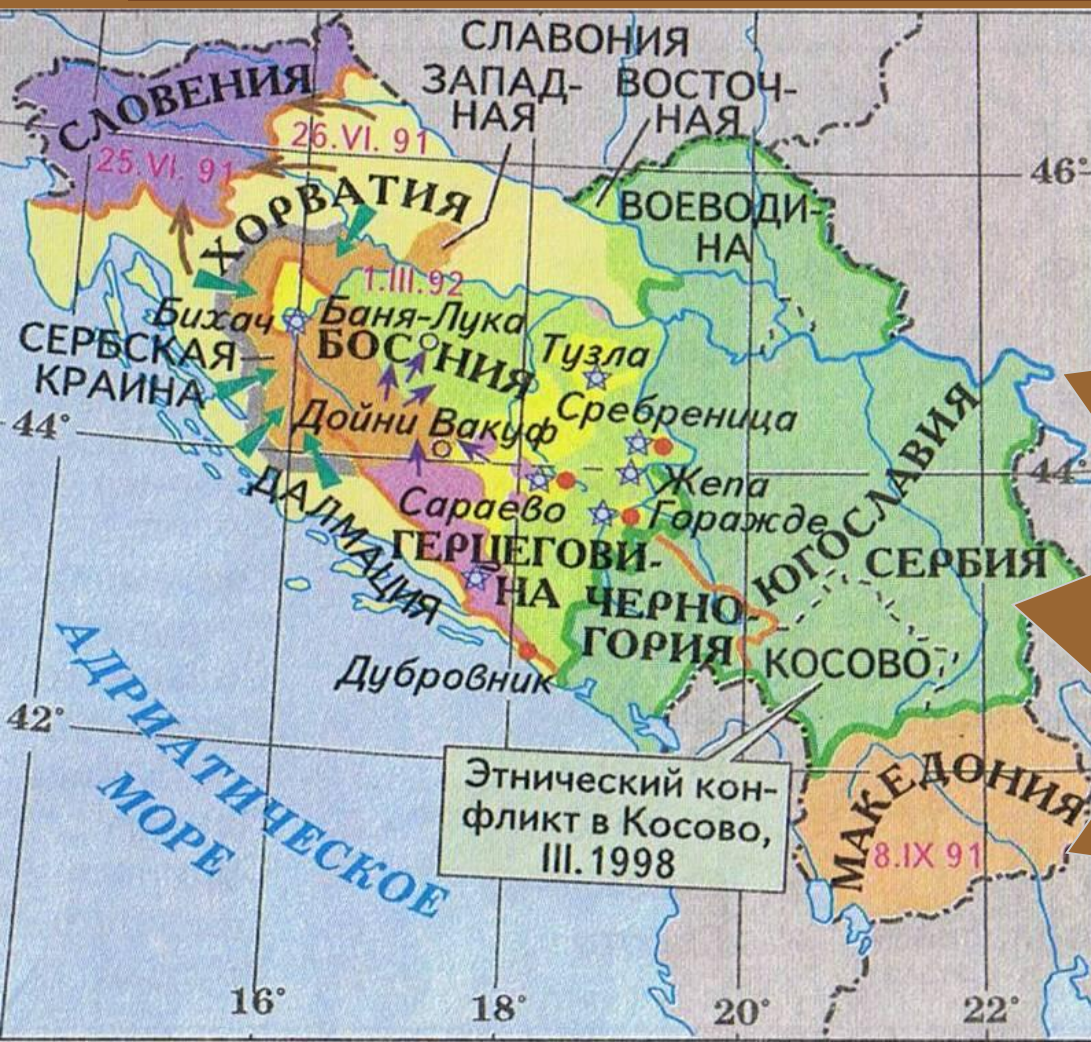 СЛАВОНИЯ
ЗАПАД-
НАЯ
ВОСТОЧ-
НАЯ
СЛОВЕНИЯ
26.VI. 91
25.VI. 91
46°
ХОРВАТИЯ
ВОЕВОДИ-
НА
1.III.92
Бихач
Баня-Лука
СЕРБСКАЯ
КРАИНА
БОСНИЯ
Тузла
Сребреница
Дойни Вакуф
44°
44°
Жепа
Сараево
Горажде
ДАЛМАЦИЯ
ГЕРЦЕГОВИ-
НА
ЮГОСЛАВИЯ
СЕРБИЯ
ЧЕРНО-
ГОРИЯ
КОСОВО
Дубровник
42°
АДРИАТИЧЕСКОЕ
МОРЕ
Этнический кон-
фликт в Косово,
III.1998
МАКЕДОНИЯ
8.IX 91
16°
18°
20°
22°